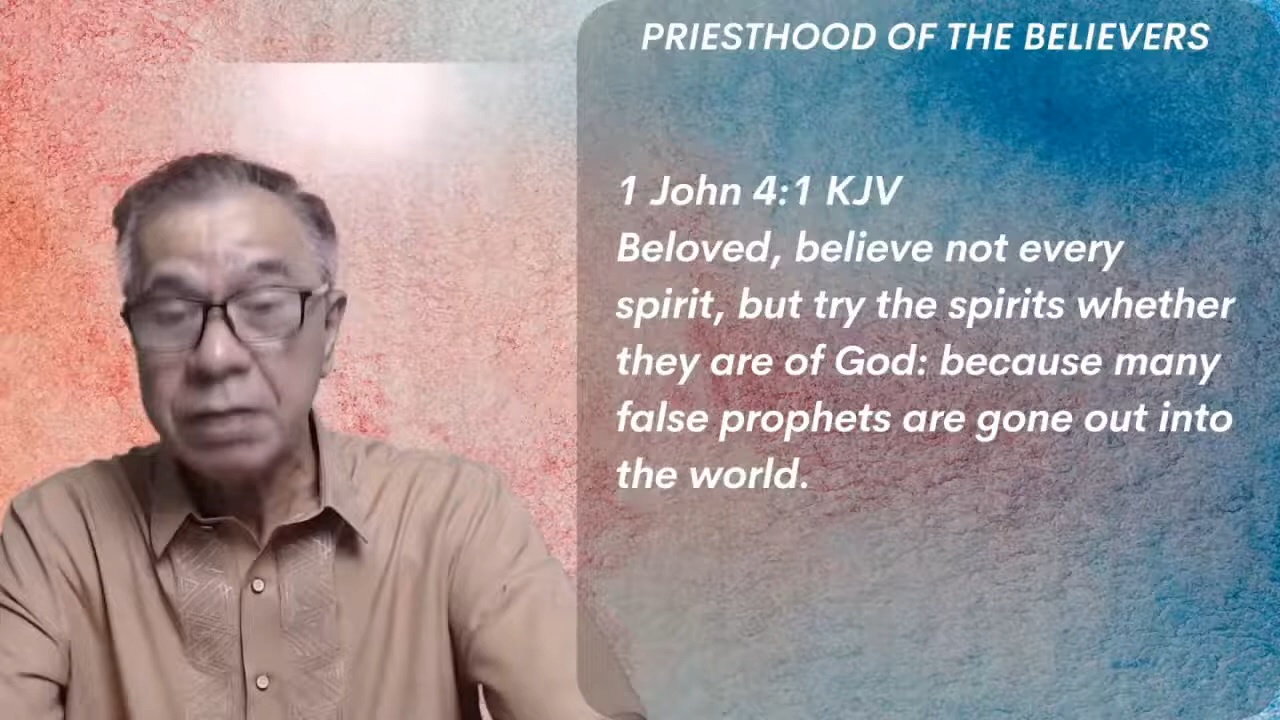 PRIESTHOOD OF THE BELIEVERS
1 John 4:1 KJV
Beloved, believe not every
spirit, but try the spirits whether
they are of God: because many
false prophets are gone out into
the world.